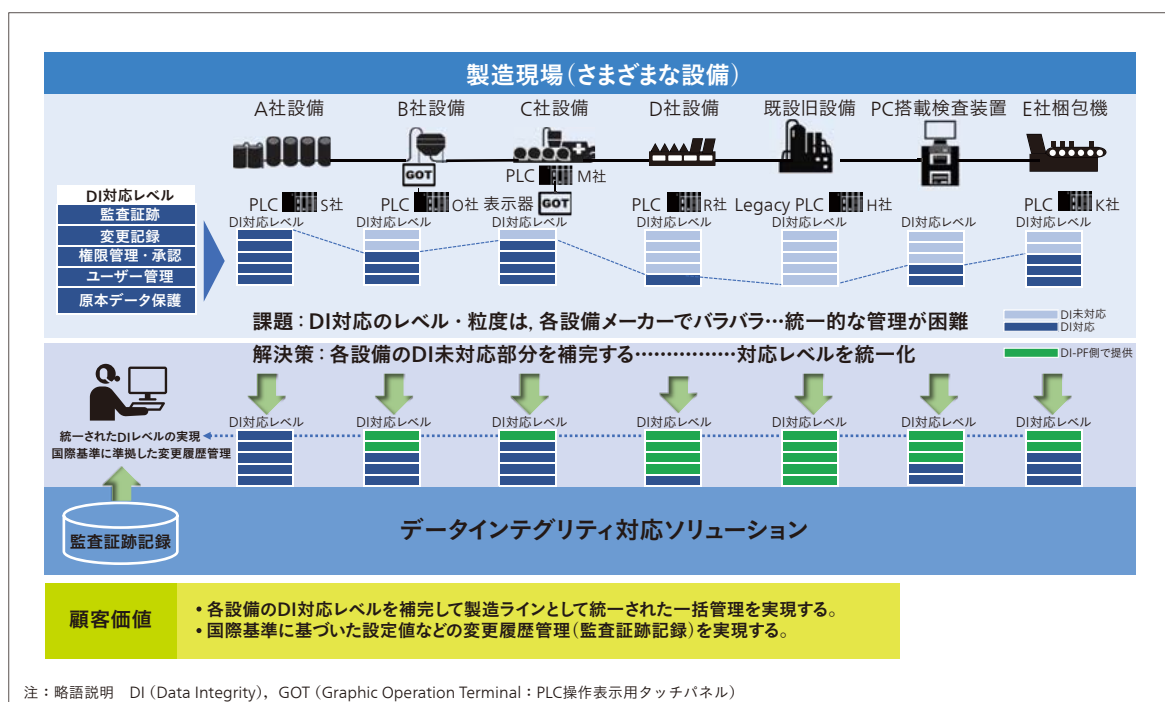 製造現場（さまざまな設備）
A社設備 B社設備 C社設備 D社設備 既設旧設備 PC搭載検査装置 E社梱包機
GOT
PLC M社
PLC S社 PLC O社 表示器 GOT PLC R社 Legacy PLC H社 PLC K社
DI対応レベル
監査証跡
変更記録
権限管理・承認
ユーザー管理
原本データ保護
DI対応レベル DI対応レベル DI対応レベル DI対応レベル DI対応レベル DI対応レベル DI対応レベル
課題：DI対応のレベル・粒度は，各設備メーカーでバラバラ…統一的な管理が困難
DI未対応
DI対応
解決策：各設備のDI未対応部分を補完する……………対応レベルを統一化
DI-PF側で提供
DI対応レベル DI対応レベル DI対応レベル DI対応レベル DI対応レベル DI対応レベル DI対応レベル
統一されたDIレベルの実現
国際基準に準拠した変更履歴管理
監査証跡記録
データインテグリティ対応ソリューション
顧客価値
• 各設備のDI対応レベルを補完して製造ラインとして統一された一括管理を実現する。
• 国際基準に基づいた設定値などの変更履歴管理（監査証跡記録）を実現する。
注：略語説明　DI（Data Integrity），GOT（Graphic Operation Terminal：PLC操作表示用タッチパネル）